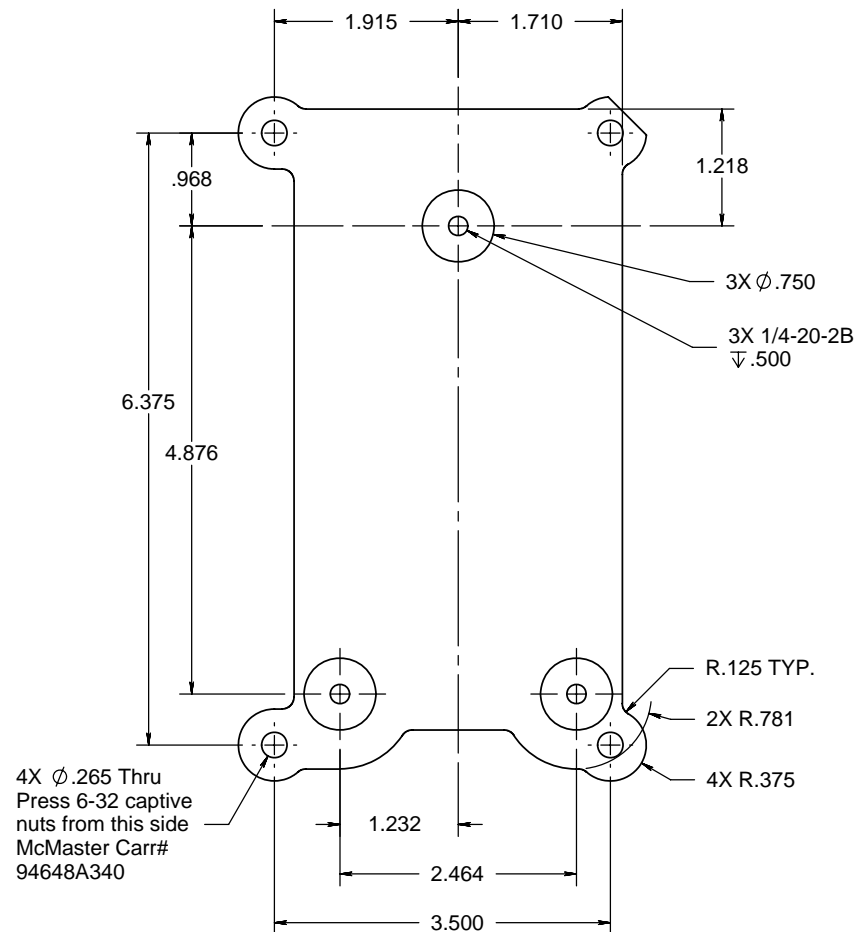 1.915
1.710
.968
1.218
3X ∅.750
3X 1/4-20-2B
↧.500
6.375
4.876
R.125 TYP.
2X R.781
4X R.375
4X ∅.265 Thru
Press 6-32 captive
nuts from this side
McMaster Carr#
94648A340
1.232
2.464
3.500